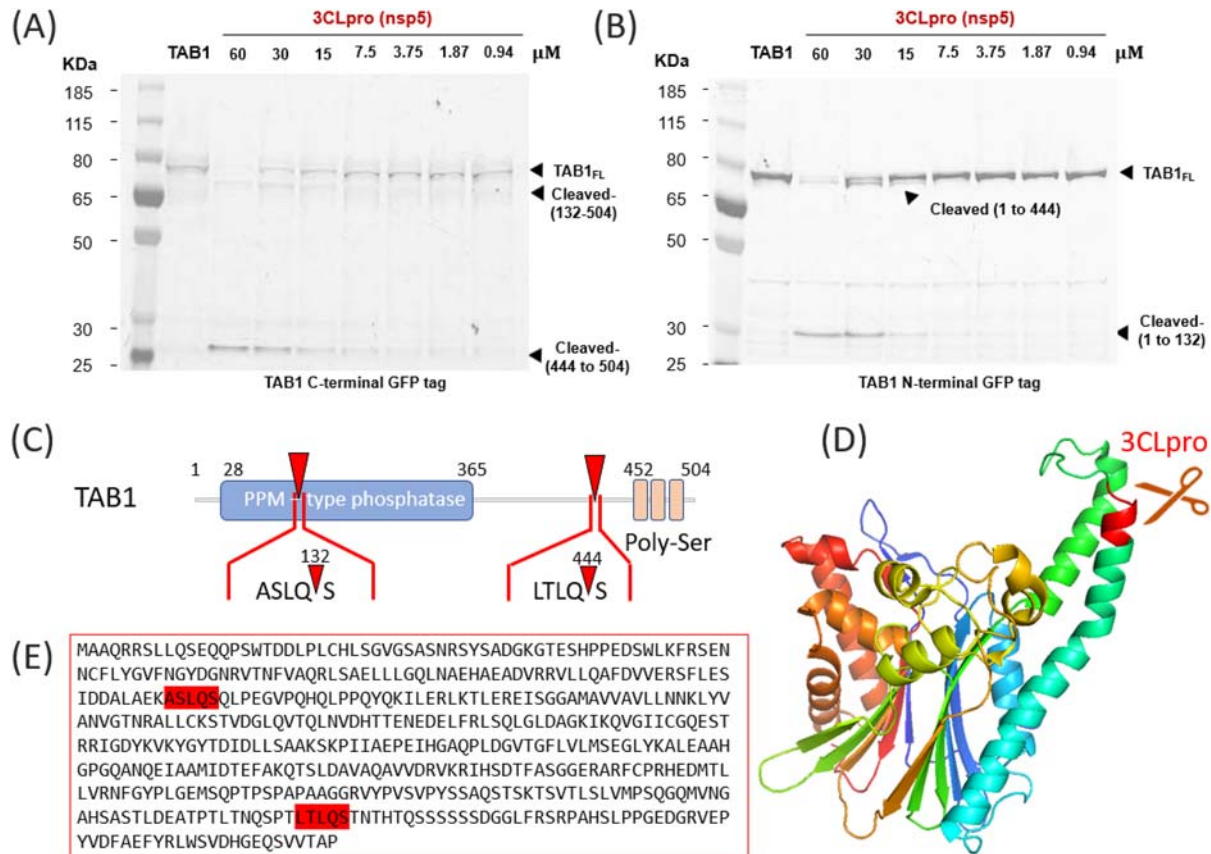 (A)
3CLpro (nsp5)
KDa TAB1 60 30 15 7.5 3.75 1.87 0.94 μM
185
115
80
65
50
30
25
TAB1FL
Cleaved-
(132-504)
Cleaved-
(444 to 504)
TAB1 C-terminal GFP tag
(B)
3CLpro (nsp5)
KDa TAB1 60 30 15 7.5 3.75 1.87 0.94 μM
185
115
80
65
50
30
25
TAB1FL
Cleaved (1 to 444)
Cleaved-
(1 to 132)
TAB1 N-terminal GFP tag
(C)
1 28 365 452 504
TAB1 PPM – type phosphatase
Poly-Ser
132 444
ASLQ S LTLQ S
(D)
3CLpro
(E)
MAAQRRSLLQSEQQPSWTDDLPLCHLSGVGSASNRSYSADGKGTESHPPEDSWLKFRSEN
NCFLYGVFNGYDGNRVTNFVAQRLSAELLLGQLNAEHAEADVRRVLLQAFDVVERSFLES
IDDALAEKASLQSQLPEGVPQHQLPPQYQKILERLKTLEREISGGAMAVVAVLLNNKLYV
ANVGTNRALLCKSTVDGLQVTQLNVDHTTENEDELFRLSQLGLDAGKIKQVGIICGQEST
RRIGDYKVKYGYTDIDLLSAAKSKPIIAEPEIHGAQPLDGVTGFLVLMSEGLYKALEAAH
GPGQANQEIAAMIDTEFAKQTSLDAVAQAVVDRVKRIHSDTFASGGERARFCPRHEDMTL
LVRNFGYPLGEMSQPTPSPAPAAGGRVYPVSVPYSSAQSTSKTSVTLSLVMPSQGQMVNG
AHSASTLDEATPTLTNQSPTLTLQSTNTHTQSSSSSSDGGLFRSRPAHSLPPGEDGRVEP
YVDFAEFYRLWSVDHGEQSVVTAP